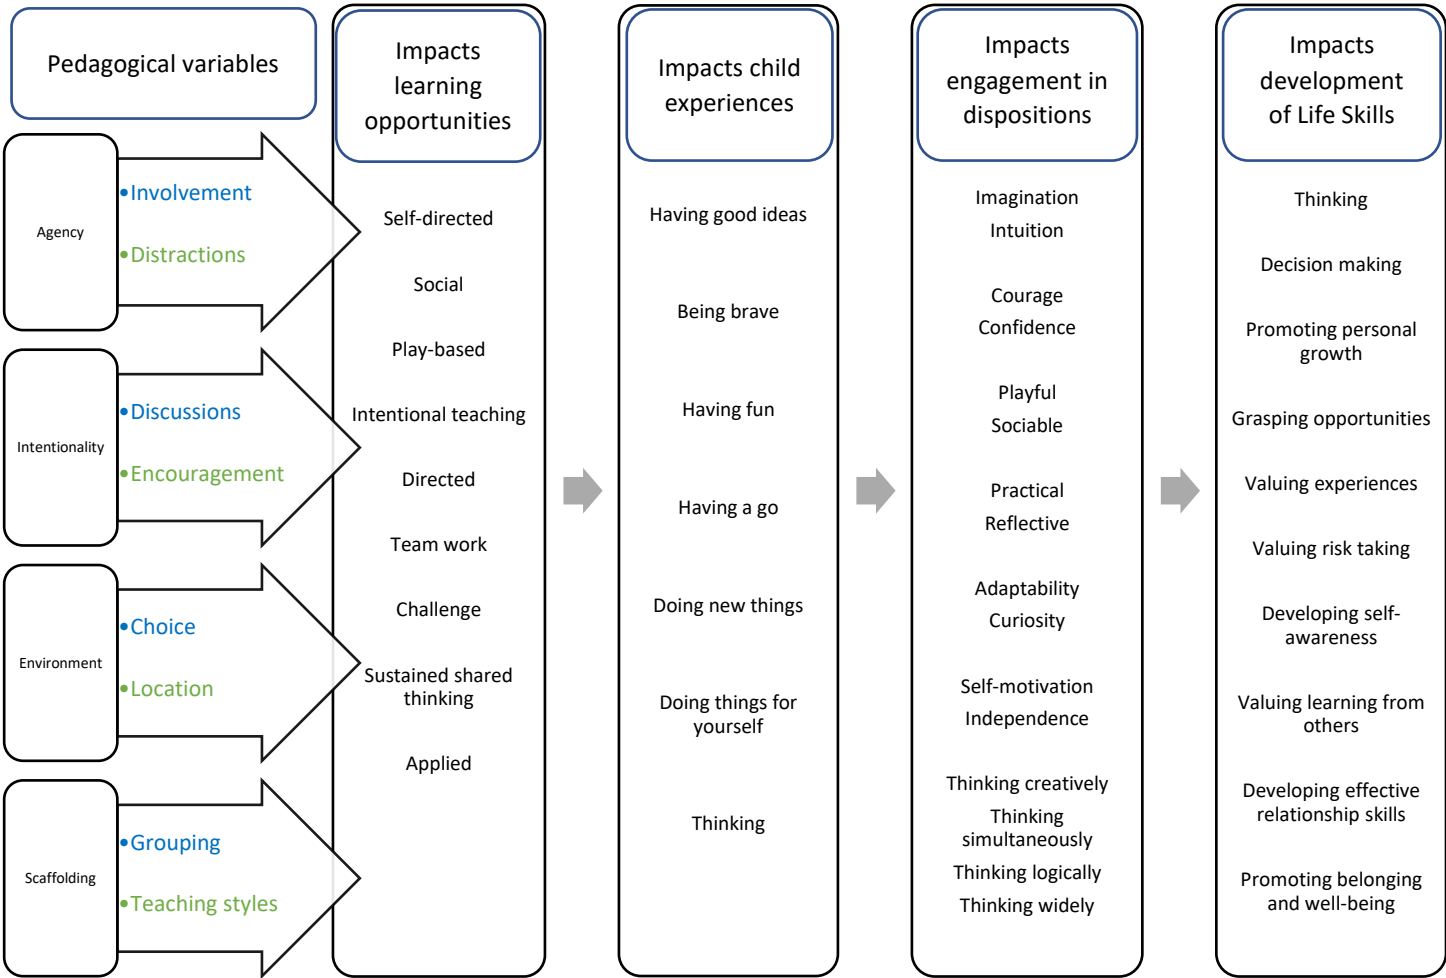 Pedagogical variables
Agency
•Involvement
•Distractions
Intentionality
•Discussions
•Encouragement
Environment
•Choice
•Location
Scaffolding
•Grouping
•Teaching styles
Impacts
learning
opportunities
Self-directed
Social
Play-based
Intentional teaching
Directed
Team work
Challenge
Sustained shared
thinking
Applied
Impacts child
experiences
Having good ideas
Being brave
Having fun
Having a go
Doing new things
Doing things for
yourself
Thinking
Impacts
engagement in
dispositions
Imagination
Intuition
Courage
Confidence
Playful
Sociable
Practical
Reflective
Adaptability
Curiosity
Self-motivation
Independence
Thinking creatively
Thinking
simultaneously
Thinking logically
Thinking widely
Impacts
development
of Life Skills
Thinking
Decision making
Promoting personal
growth
Grasping opportunities
Valuing experiences
Valuing risk taking
Developing self-
awareness
Valuing learning from
others
Developing effective
relationship skills
Promoting belonging
and well-being